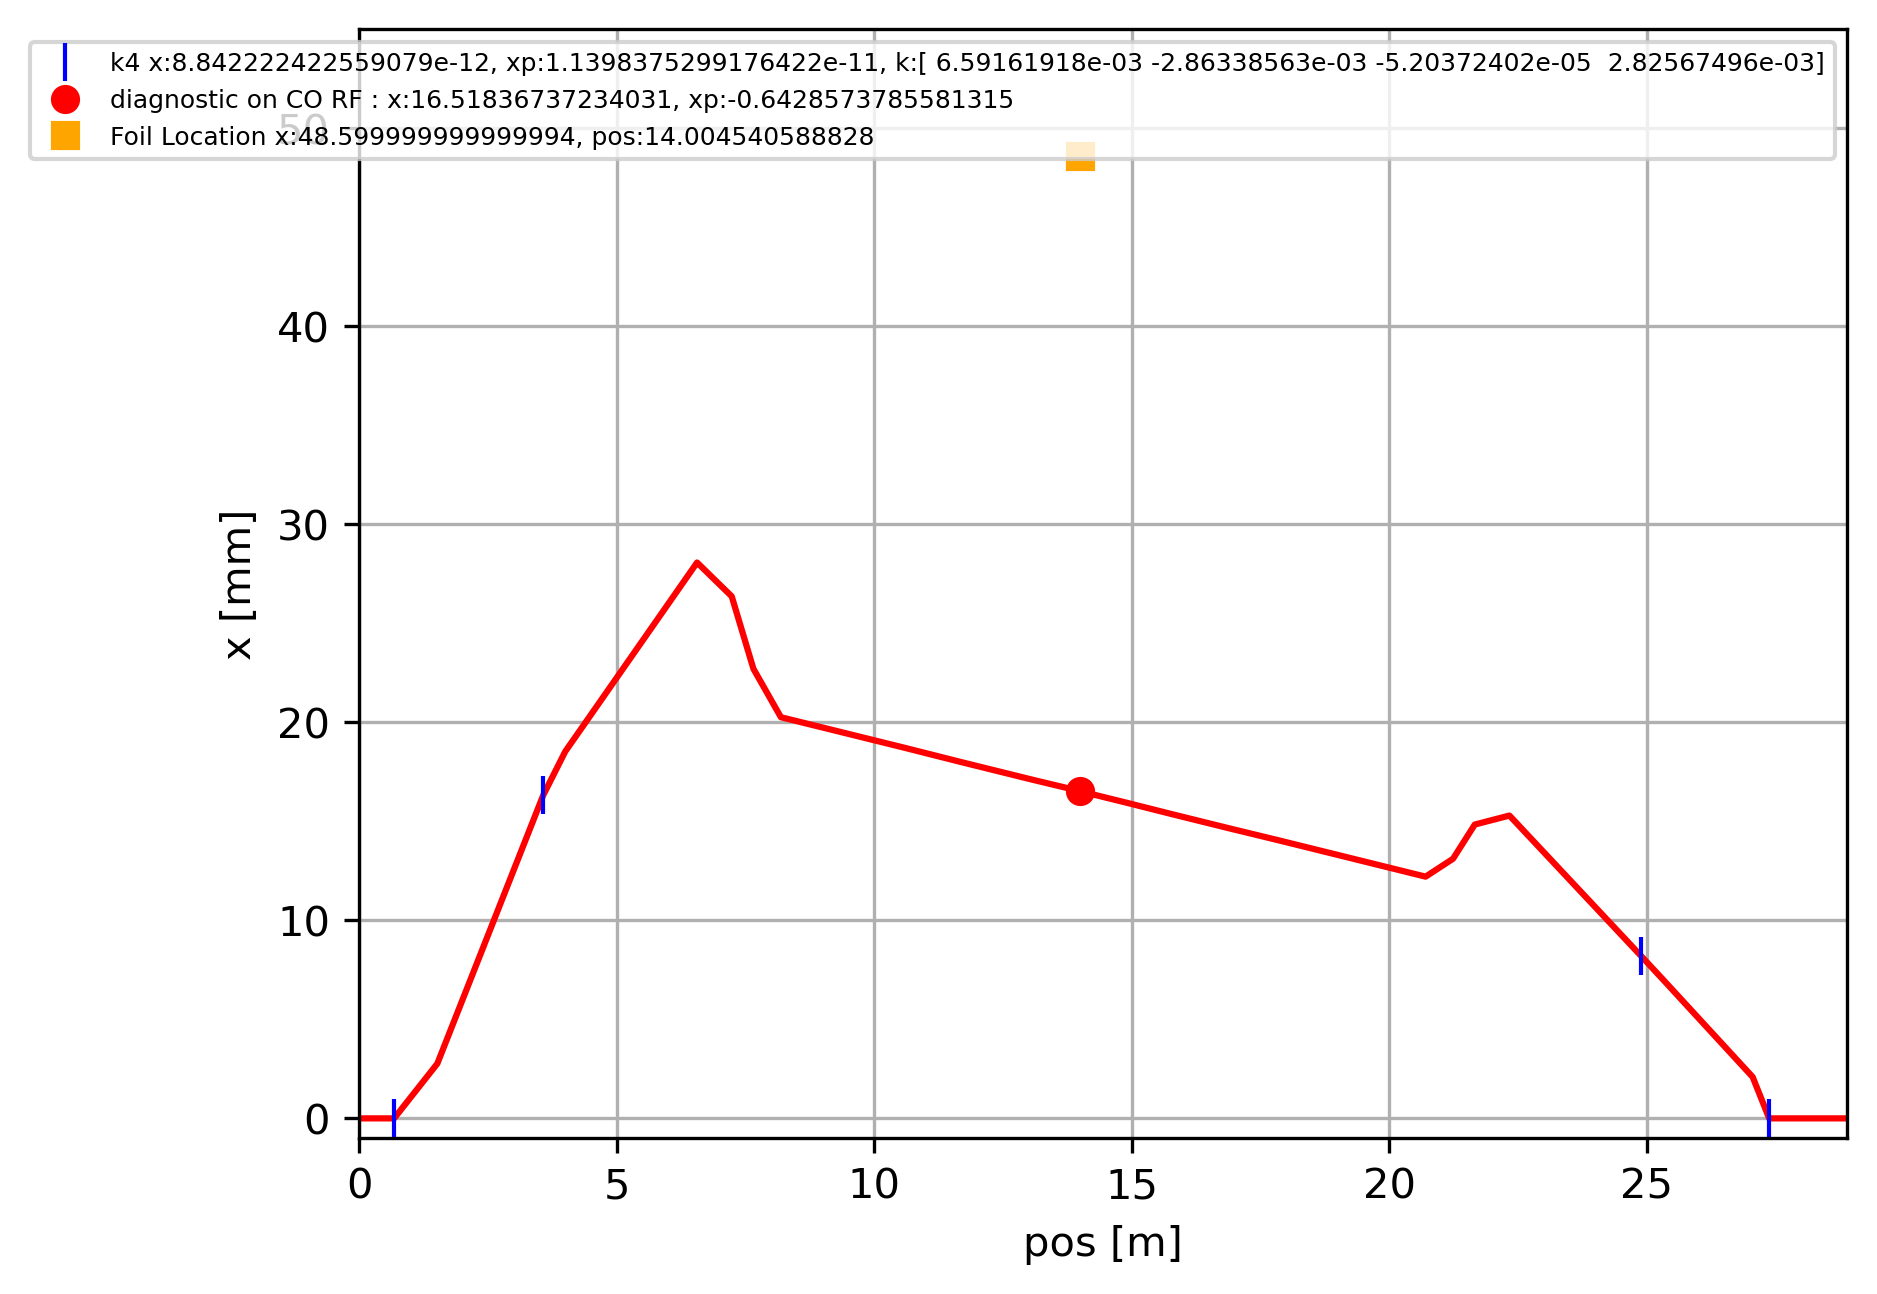 k4 x:8.842222422559079e-12, xp:1.1398375299176422e-11, k:[ 6.59161918e-03 -2.86338563e-03 -5.20372402e-05  2.82567496e-03]
diagnostic on CO RF : x:16.51836737234031, xp:-0.6428573785581315
Foil Location x:48.599999999999994, pos:14.004540588828
50
40
30
20
10
0
x [mm]
0 5 10 15 20 25
pos [m]